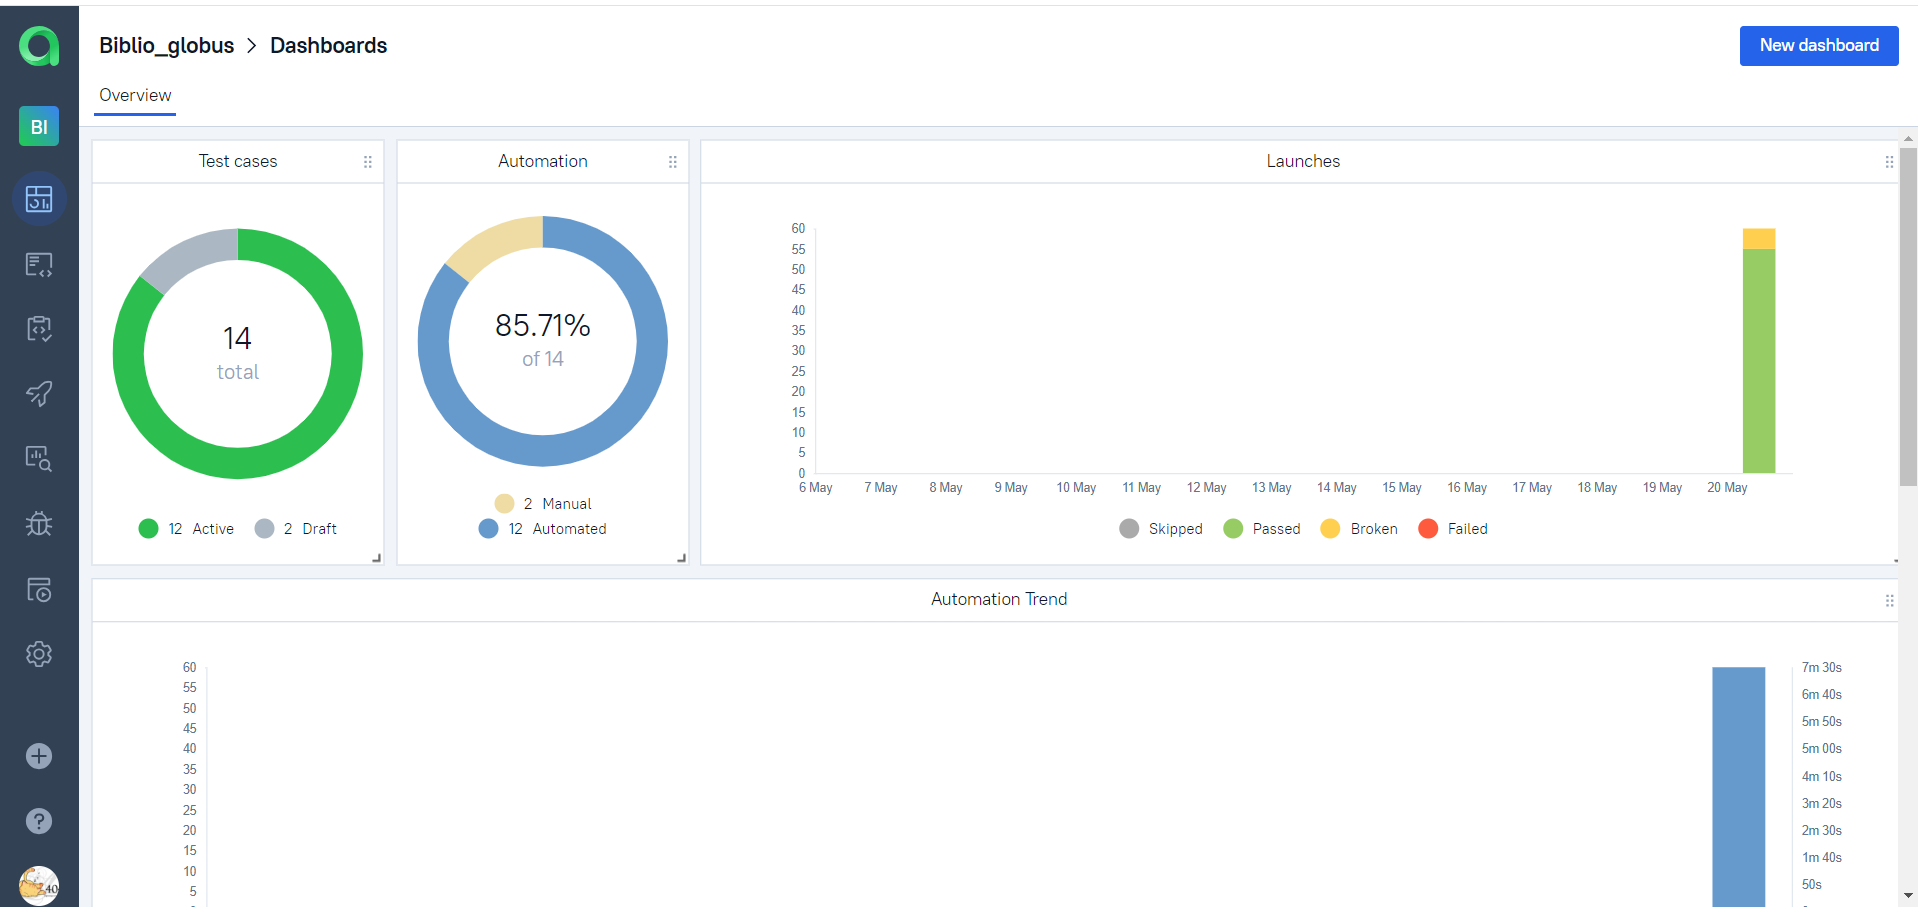 Biblio_globus > Dashboards
New dashboard
Overview
BI
Test cases
14
total
12 Active
2 Draft
Automation
85.71%
of 14
2 Manual
12 Automated
Launches
60
55
50
45
40
35
30
25
20
15
10
5
0
6 May 7 May 8 May 9 May 10 May 11 May 12 May 13 May 14 May 15 May 16 May 17 May 18 May 19 May 20 May
Skipped Passed Broken Failed
Automation Trend
60
55
50
45
40
35
30
25
20
15
10
5
7m 30s
6m 40s
5m 50s
5m 00s
4m 10s
3m 20s
2m 30s
1m 40s
50s
?
40